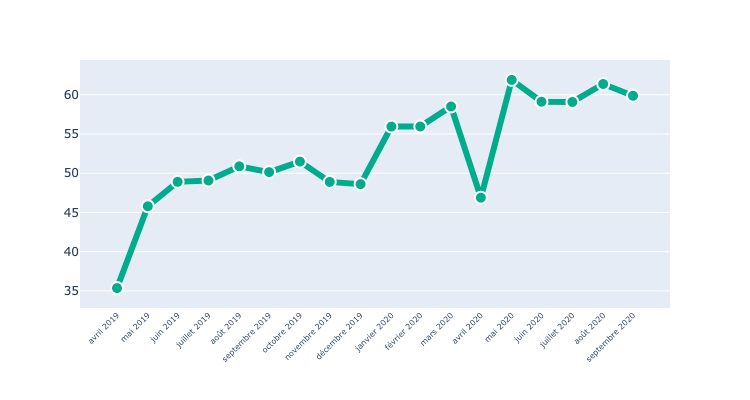 60
55
50
45
40
35
avril 2019
mai 2019
juin 2019
juillet 2019
août 2019
septembre 2019
octobre 2019
novembre 2019
décembre 2019
janvier 2020
février 2020
mars 2020
avril 2020
mai 2020
juin 2020
juillet 2020
août 2020
septembre 2020